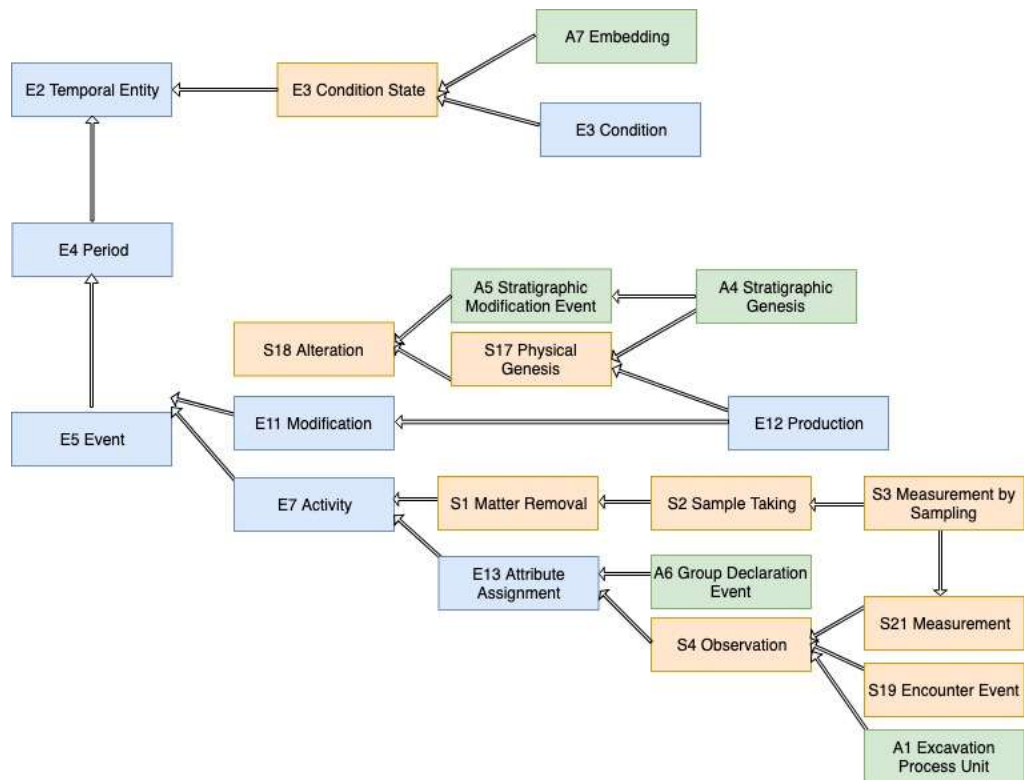 A7 Embedding
E2 Temporal Entity
E3 Condition State
E3 Condition
E4 Period
A5 Stratigraphic
Modification Event
A4 Stratigraphic
Genesis
S18 Alteration
S17 Physical
Genesis
E11 Modification
E12 Production
E5 Event
E7 Activity
S1 Matter Removal
S2 Sample Taking
S3 Measurement by
Sampling
E13 Attribute
Assignment
A6 Group Declaration
Event
S21 Measurement
S4 Observation
S19 Encounter Event
A1 Excavation
Process Unit